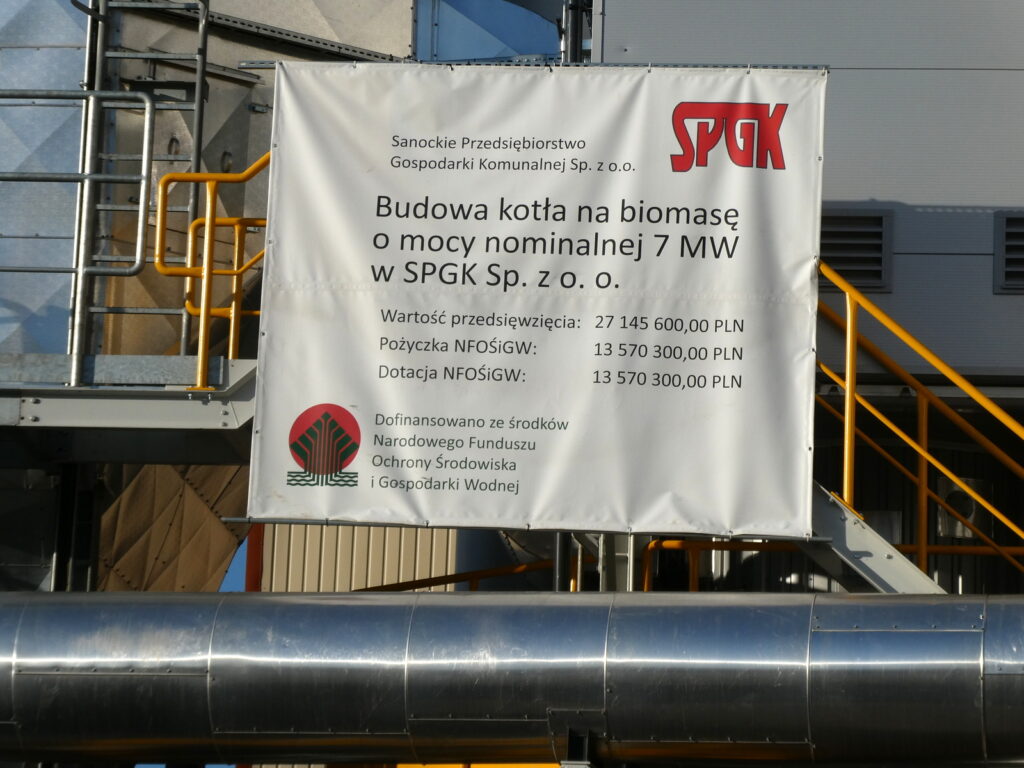 SPGK
Sanockie Przedsiębiorstwo
Gospodarki Komunalnej Sp. z o.o.
Budowa kotła na biomasę
o mocy nominalnej 7 MW
w SPGK Sp. z o. o.
Wartość przedsięwzięcia: 27 145 600,00 PLN
Pożyczka NFOŚiGW: 13 570 300,00 PLN
Dotacja NFOŚiGW: 13 570 300,00 PLN
Dofinansowano ze środków
Narodowego Funduszu
Ochrony Środowiska
i Gospodarki Wodnej